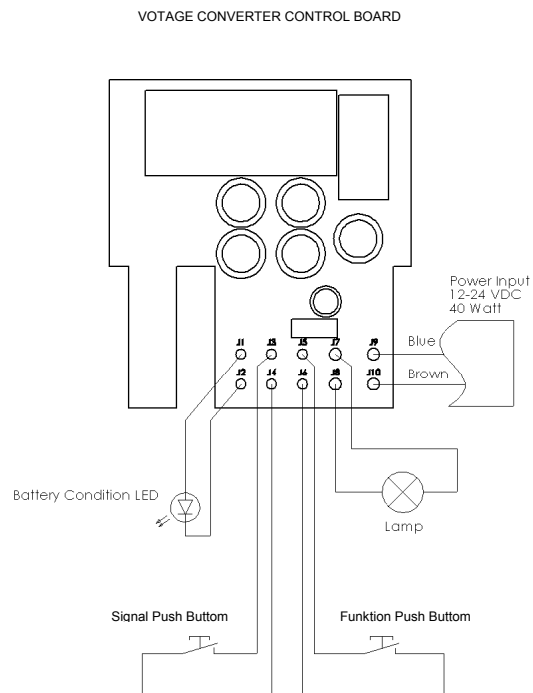 VOTAGE CONVERTER CONTROL BOARD
Power Input
12-24 VDC
40 Watt
J1 J3 J5 J7 J9
Blue
J2 J4 J6 J8 J10
Brown
Battery Condition LED
Lamp
Signal Push Buttom
Funktion Push Buttom